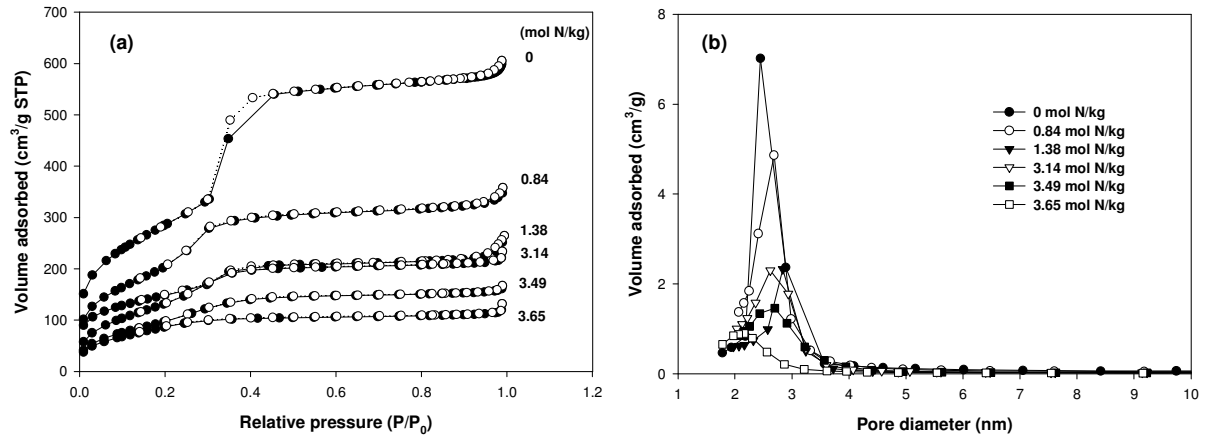 (a)
(mol N/kg)
0
0.84
1.38
3.14
3.49
3.65
700
600
500
400
300
200
100
0
0.0 0.2 0.4 0.6 0.8 1.0 1.2
Volume adsorbed (cm³/g STP)
Relative pressure (P/P₀)
(b)
0 mol N/kg
0.84 mol N/kg
1.38 mol N/kg
3.14 mol N/kg
3.49 mol N/kg
3.65 mol N/kg
8
6
4
2
0
1 2 3 4 5 6 7 8 9 10
Volume adsorbed (cm³/g)
Pore diameter (nm)